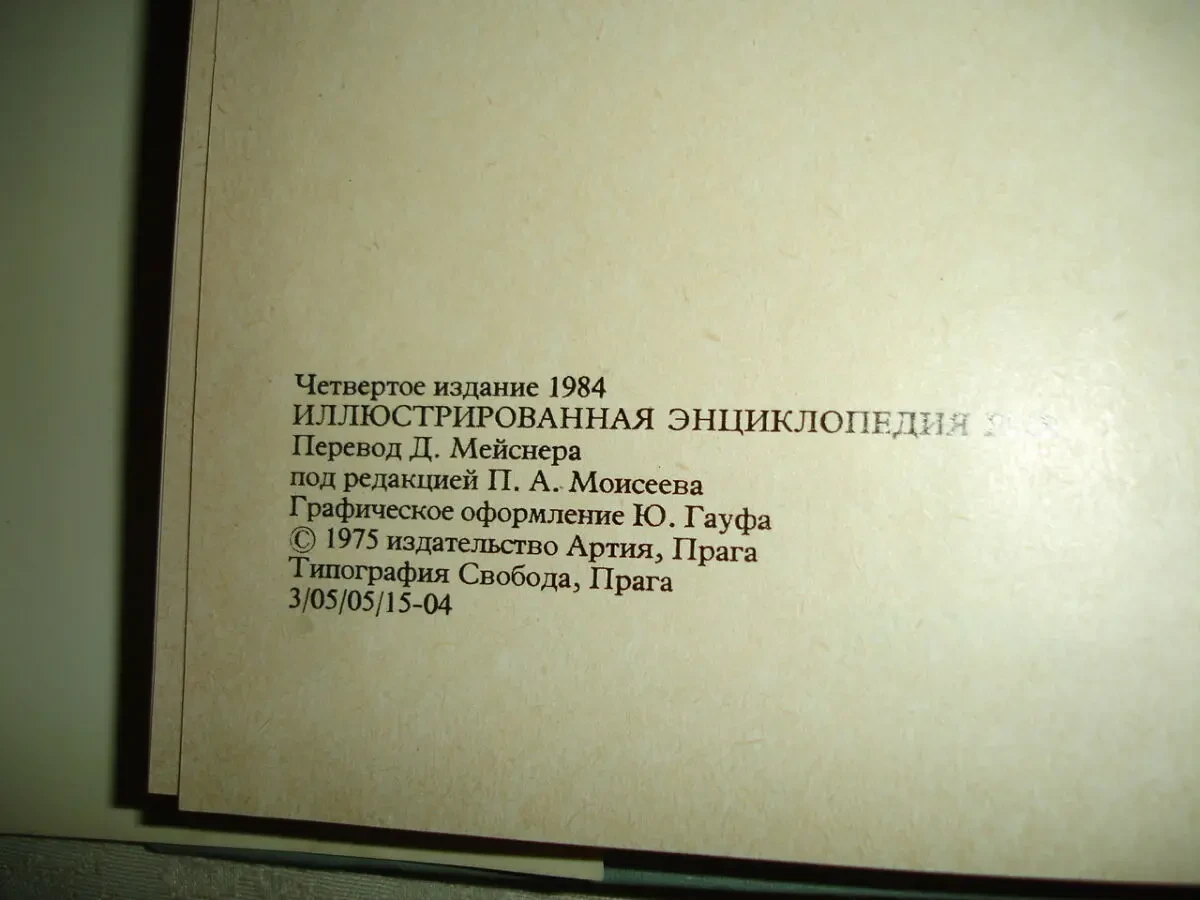 Четвертое издание 1984
ИЛЛЮСТРИРОВАННАЯ ЭНЦИКЛОПЕДИЯ
Перевод Д. Мейснера
под редакцией П. А. Моисеева
Графическое оформление Ю. Гауфа
© 1975 издательство Артия, Прага
Типография Свобода, Прага
3/05/05/15-04